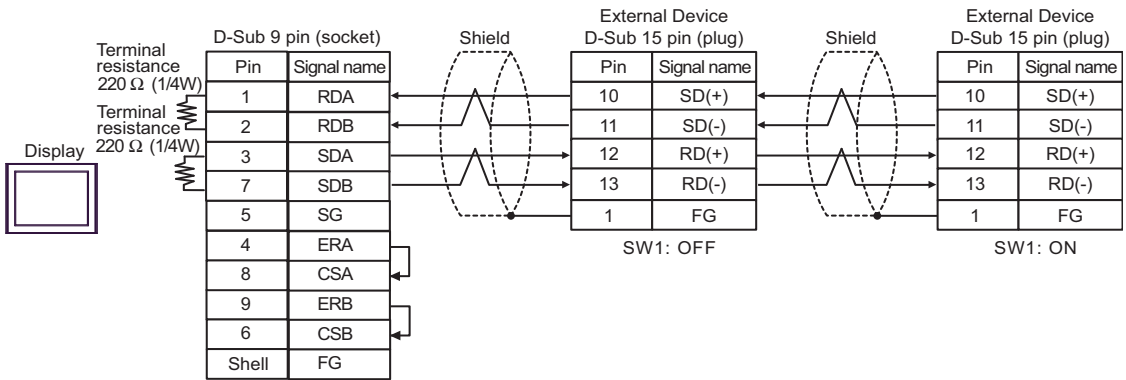 Display
Terminal
resistance
220 Ω (1/4W)
Terminal
resistance
220 Ω (1/4W)
D-Sub 9 pin (socket)
Pin Signal name
1 RDA
2 RDB
3 SDA
7 SDB
5 SG
4 ERA
8 CSA
9 ERB
6 CSB
Shell FG
Shield
External Device
D-Sub 15 pin (plug)
Pin Signal name
10 SD(+)
11 SD(-)
12 RD(+)
13 RD(-)
1 FG
SW1: OFF
Shield
External Device
D-Sub 15 pin (plug)
Pin Signal name
10 SD(+)
11 SD(-)
12 RD(+)
13 RD(-)
1 FG
SW1: ON